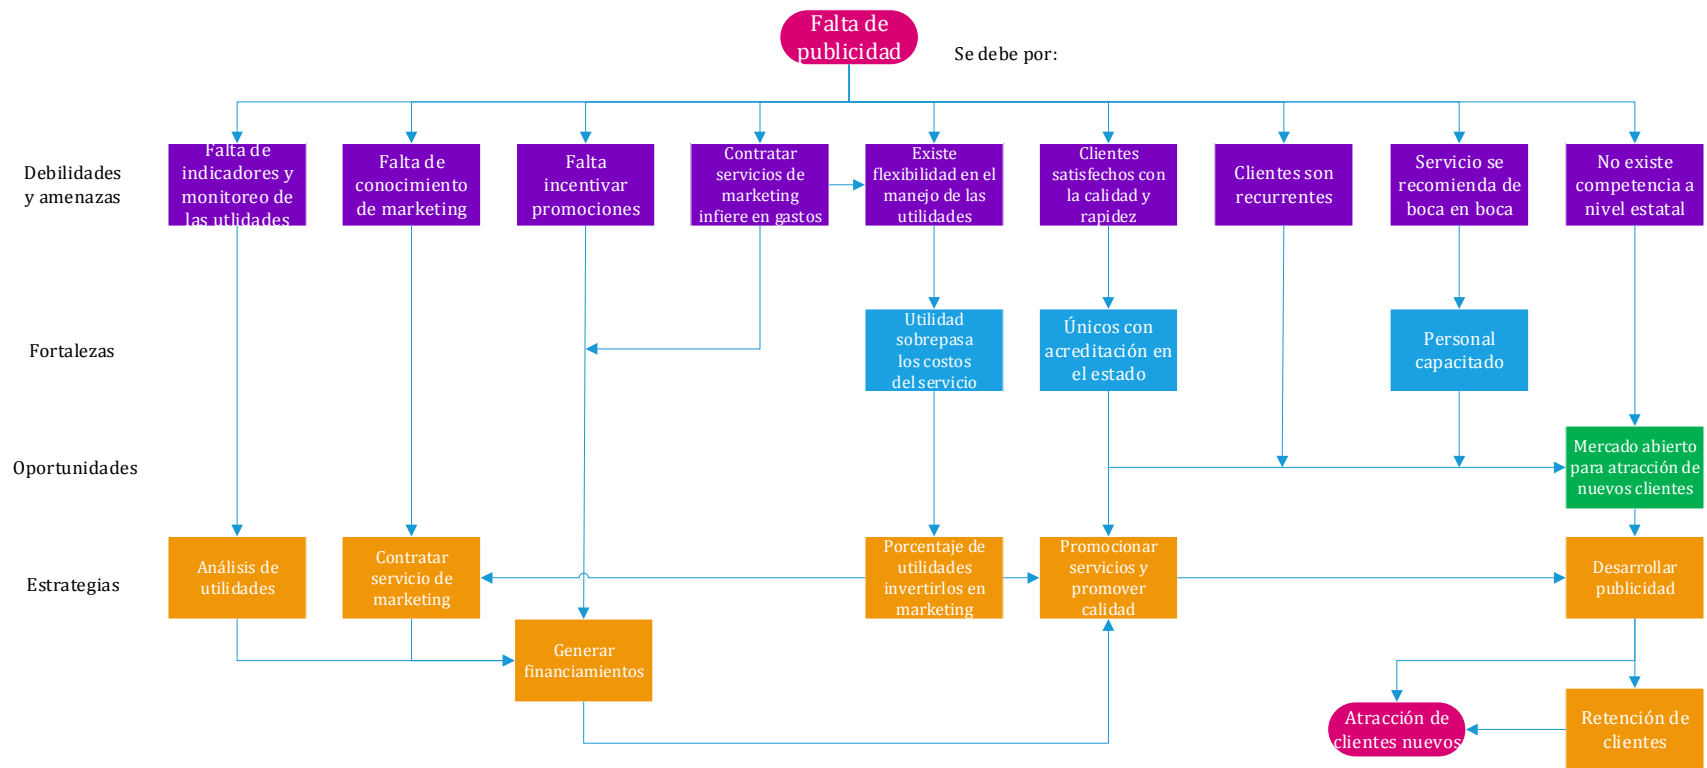 Falta de
publicidad
Se debe por:
Debilidades
y amenazas
Falta de
indicadores y
monitoreo de
las utlidades
Falta de
conocimiento
de marketing
Falta
incentivar
promociones
Contratar
servicios de
marketing
infiere en gastos
Existe
flexibilidad en el
manejo de las
utilidades
Clientes
satisfechos con
la calidad y
rapidez
Clientes son
recurrentes
Servicio se
recomienda de
boca en boca
No existe
competencia a
nivel estatal
Fortalezas
Utilidad
sobrepasa
los costos
del servicio
Únicos con
acreditación en
el estado
Personal
capacitado
Oportunidades
Mercado abierto
para atracción de
nuevos clientes
Estrategias
Análisis de
utilidades
Contratar
servicio de
marketing
Porcentaje de
utilidades
invertirlos en
marketing
Promocionar
servicios y
promover
calidad
Desarrollar
publicidad
Generar
financiamientos
Atracción de
clientes nuevos
Retención de
clientes